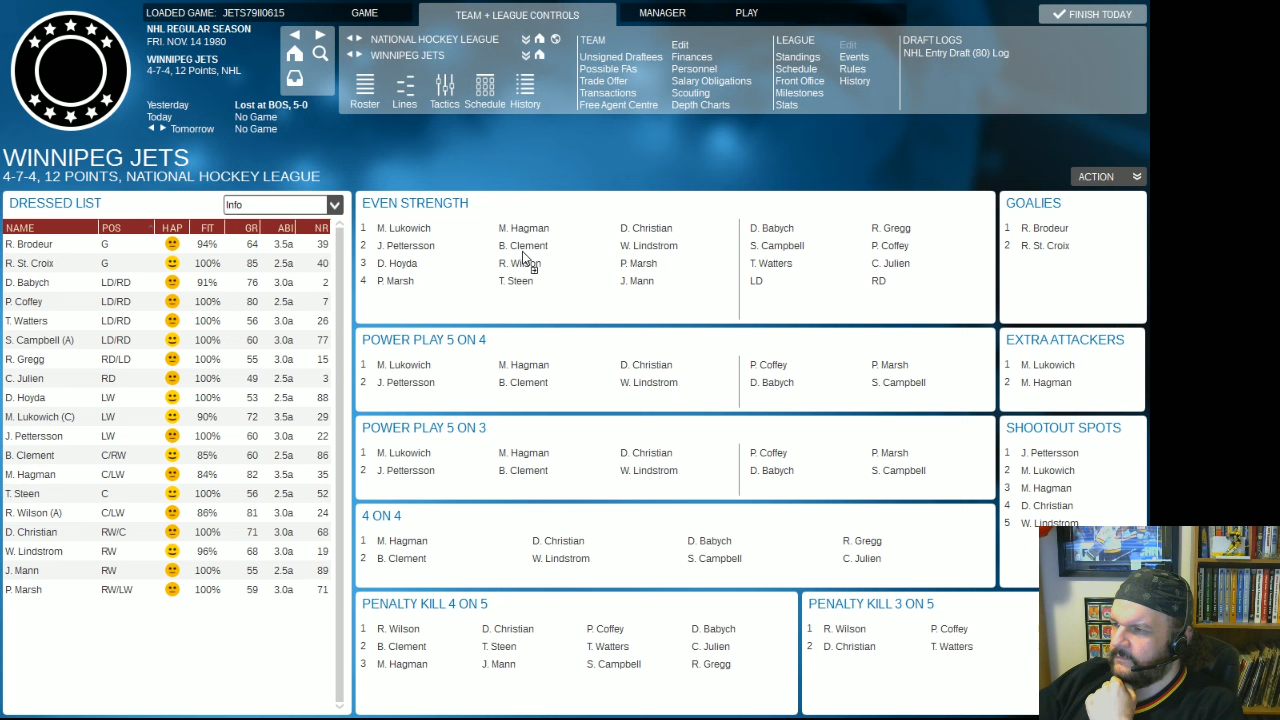 LOADED GAME: JETS79II0615
GAME
TEAM + LEAGUE CONTROLS
MANAGER
PLAY
FINISH TODAY
NHL REGULAR SEASON
FRI. NOV. 14 1980
WINNIPEG JETS
4-7-4, 12 Points, NHL
Yesterday Lost at BOS, 5-0
Today No Game
Tomorrow No Game
NATIONAL HOCKEY LEAGUE
WINNIPEG JETS
Roster Lines Tactics Schedule History
TEAM
Unsigned Draftees
Possible FAs
Trade Offer
Transactions
Free Agent Centre
Edit
Finances
Personnel
Salary Obligations
Scouting
Depth Charts
LEAGUE
Standings
Schedule
Front Office
Milestones
Stats
Edit
Events
Rules
History
DRAFT LOGS
NHL Entry Draft (80) Log
WINNIPEG JETS
4-7-4, 12 POINTS, NATIONAL HOCKEY LEAGUE
ACTION
DRESSED LIST
Info
NAME POS HAP FIT GR ABI NR
R. Brodeur G 94% 64 3.5a 39
R. St. Croix G 100% 85 2.5a 40
D. Babych LD/RD 91% 76 3.0a 2
P. Coffey LD/RD 100% 80 2.5a 7
T. Watters LD/RD 100% 56 3.0a 26
S. Campbell (A) LD/RD 100% 60 3.0a 77
R. Gregg RD/LD 100% 55 3.0a 15
C. Julien RD 100% 49 2.5a 3
D. Hoyda LW 100% 53 2.5a 88
M. Lukowich (C) LW 90% 72 3.5a 29
J. Pettersson LW 100% 60 3.0a 22
B. Clement C/RW 85% 60 2.5a 86
M. Hagman C/LW 84% 82 3.5a 35
T. Steen C 100% 56 2.5a 52
R. Wilson (A) C/LW 86% 81 3.0a 24
D. Christian RW/C 100% 71 3.0a 68
W. Lindstrom RW 96% 68 3.0a 19
J. Mann RW 100% 55 2.5a 89
P. Marsh RW/LW 100% 59 3.0a 71
EVEN STRENGTH
1 M. Lukowich M. Hagman D. Christian D. Babych R. Gregg
2 J. Pettersson B. Clement W. Lindstrom S. Campbell P. Coffey
3 D. Hoyda R. Wilson P. Marsh T. Watters C. Julien
4 P. Marsh T. Steen J. Mann LD RD
POWER PLAY 5 ON 4
1 M. Lukowich M. Hagman D. Christian P. Coffey P. Marsh
2 J. Pettersson B. Clement W. Lindstrom D. Babych S. Campbell
POWER PLAY 5 ON 3
1 M. Lukowich M. Hagman D. Christian P. Coffey P. Marsh
2 J. Pettersson B. Clement W. Lindstrom D. Babych S. Campbell
4 ON 4
1 M. Hagman D. Christian D. Babych R. Gregg
2 B. Clement W. Lindstrom S. Campbell C. Julien
PENALTY KILL 4 ON 5
1 R. Wilson D. Christian P. Coffey D. Babych
2 B. Clement T. Steen T. Watters C. Julien
3 M. Hagman J. Mann S. Campbell R. Gregg
PENALTY KILL 3 ON 5
1 R. Wilson P. Coffey
2 D. Christian T. Watters
GOALIES
1 R. Brodeur
2 R. St. Croix
EXTRA ATTACKERS
1 M. Lukowich
2 M. Hagman
SHOOTOUT SPOTS
1 J. Pettersson
2 M. Lukowich
3 M. Hagman
4 D. Christian
5 W. Lindstrom